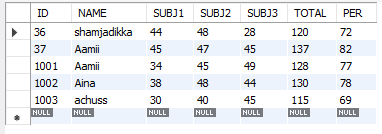 ID NAME SUBJ1 SUBJ2 SUBJ3 TOTAL PER
36 shamjadikka 44 48 28 120 72
37 Aamii 45 47 45 137 82
1001 Aamii 34 45 49 128 77
1002 Aina 38 48 44 130 78
1003 achuss 30 40 45 115 69
NULL NULL NULL NULL NULL NULL NULL